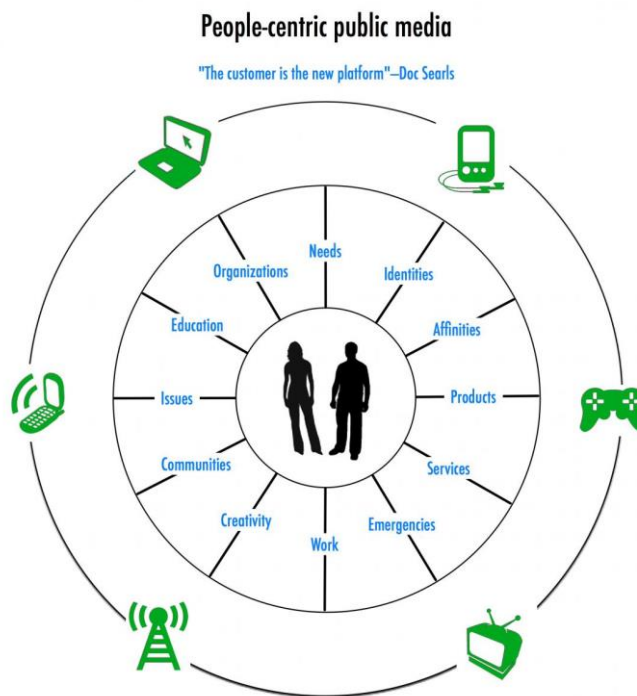 People-centric public media
"The customer is the new platform"–Doc Searls
Needs
Identities
Affinities
Products
Services
Emergencies
Work
Creativity
Communities
Issues
Education
Organizations